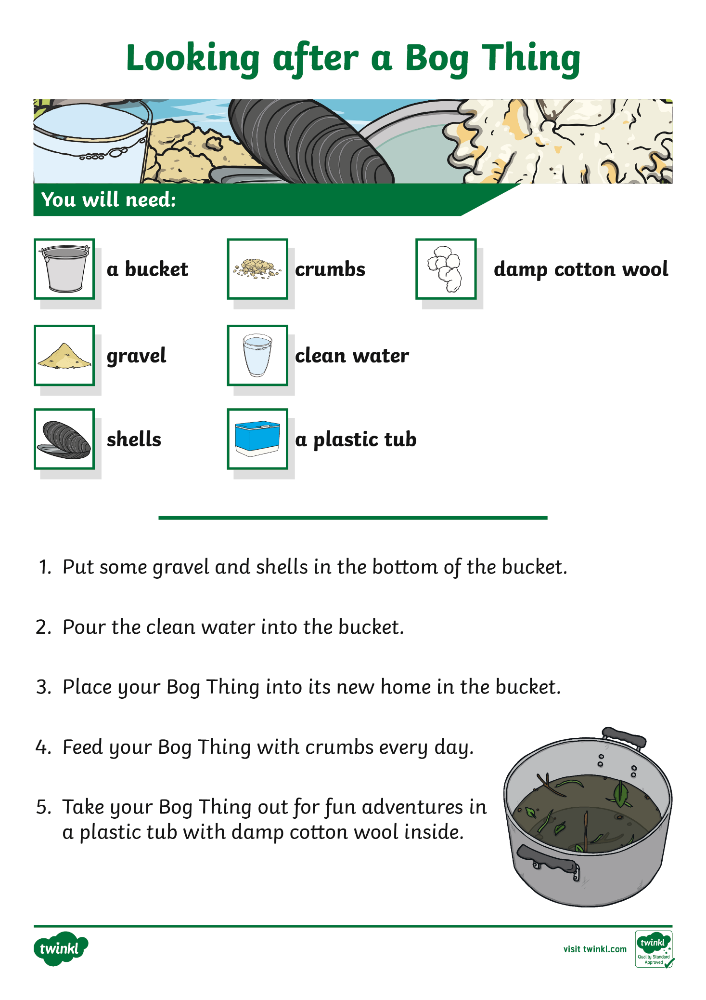 Looking after a Bog Thing
You will need:
a bucket
crumbs
damp cotton wool
gravel
clean water
shells
a plastic tub
1. Put some gravel and shells in the bottom of the bucket.
2. Pour the clean water into the bucket.
3. Place your Bog Thing into its new home in the bucket.
4. Feed your Bog Thing with crumbs every day.
5. Take your Bog Thing out for fun adventures in
a plastic tub with damp cotton wool inside.
twinkl
visit twinkl.com
twinkl
Quality Standard
Approved